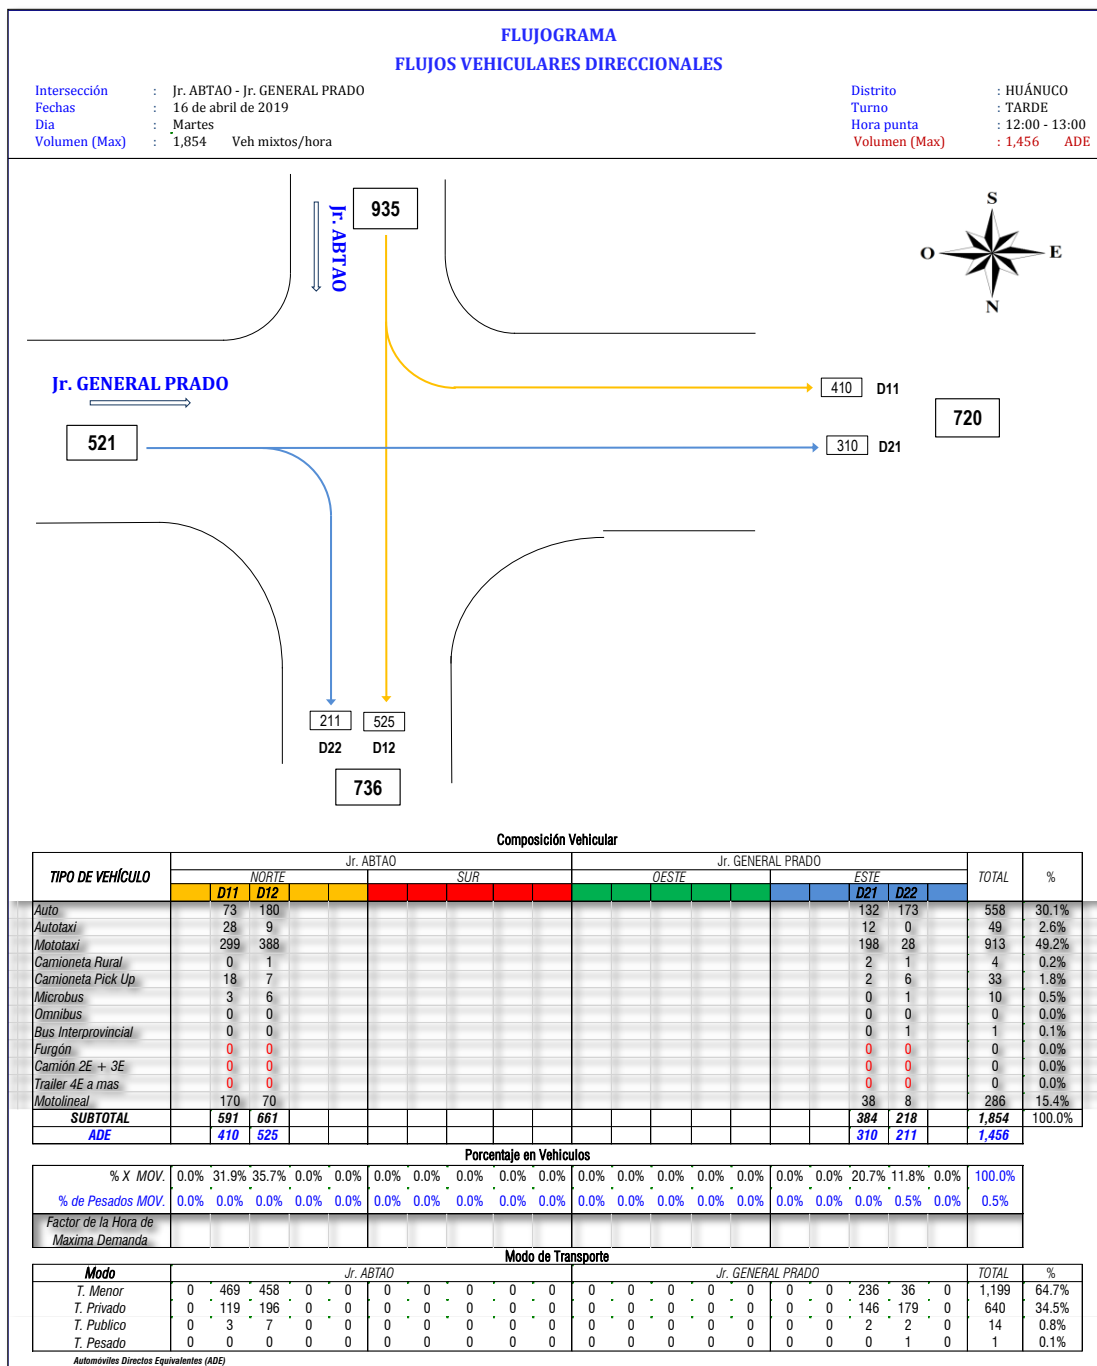 FLUJOGRAMA
FLUJOS VEHICULARES DIRECCIONALES
Intersección : Jr. ABTAO - Jr. GENERAL PRADO Distrito : HUÁNUCO
Fechas : 16 de abril de 2019 Turno : TARDE
Dia : Martes Hora punta : 12:00 - 13:00
Volumen (Max) : 1,854 Veh mixtos/hora Volumen (Max) : 1,456 ADE
Jr. ABTAO
935
S
O E
N
Jr. GENERAL PRADO
410 D11
720
521
310 D21
211 525
D22 D12
736
Composición Vehicular
TIPO DE VEHÍCULO Jr. ABTAO Jr. GENERAL PRADO TOTAL %
NORTE SUR OESTE ESTE
D11 D12 D21 D22
Auto 73 180 132 173 558 30.1%
Autotaxi 28 9 12 0 49 2.6%
Mototaxi 299 388 198 28 913 49.2%
Camioneta Rural 0 1 2 1 4 0.2%
Camioneta Pick Up 18 7 2 6 33 1.8%
Microbus 3 6 0 1 10 0.5%
Omnibus 0 0 0 0 0 0.0%
Bus Interprovincial 0 0 0 1 1 0.1%
Furgón 0 0 0 0 0 0.0%
Camión 2E + 3E 0 0 0 0 0 0.0%
Trailer 4E a mas 0 0 0 0 0 0.0%
Motolineal 170 70 38 8 286 15.4%
SUBTOTAL 591 661 384 218 1,854 100.0%
ADE 410 525 310 211 1,456
Porcentaje en Vehiculos
% X MOV. 0.0% 31.9% 35.7% 0.0% 0.0% 0.0% 0.0% 0.0% 0.0% 0.0% 0.0% 0.0% 0.0% 0.0% 0.0% 0.0% 0.0% 20.7% 11.8% 0.0% 100.0%
% de Pesados MOV. 0.0% 0.0% 0.0% 0.0% 0.0% 0.0% 0.0% 0.0% 0.0% 0.0% 0.0% 0.0% 0.0% 0.0% 0.0% 0.0% 0.0% 0.0% 0.5% 0.0% 0.5%
Factor de la Hora de
Maxima Demanda
Modo de Transporte
Modo Jr. ABTAO Jr. GENERAL PRADO TOTAL %
T. Menor 0 469 458 0 0 0 0 0 0 0 0 0 0 0 0 0 0 236 36 0 1,199 64.7%
T. Privado 0 119 196 0 0 0 0 0 0 0 0 0 0 0 0 0 0 146 179 0 640 34.5%
T. Publico 0 3 7 0 0 0 0 0 0 0 0 0 0 0 0 0 0 2 2 0 14 0.8%
T. Pesado 0 0 0 0 0 0 0 0 0 0 0 0 0 0 0 0 0 0 1 0 1 0.1%
Automóviles Directos Equivalentes (ADE)